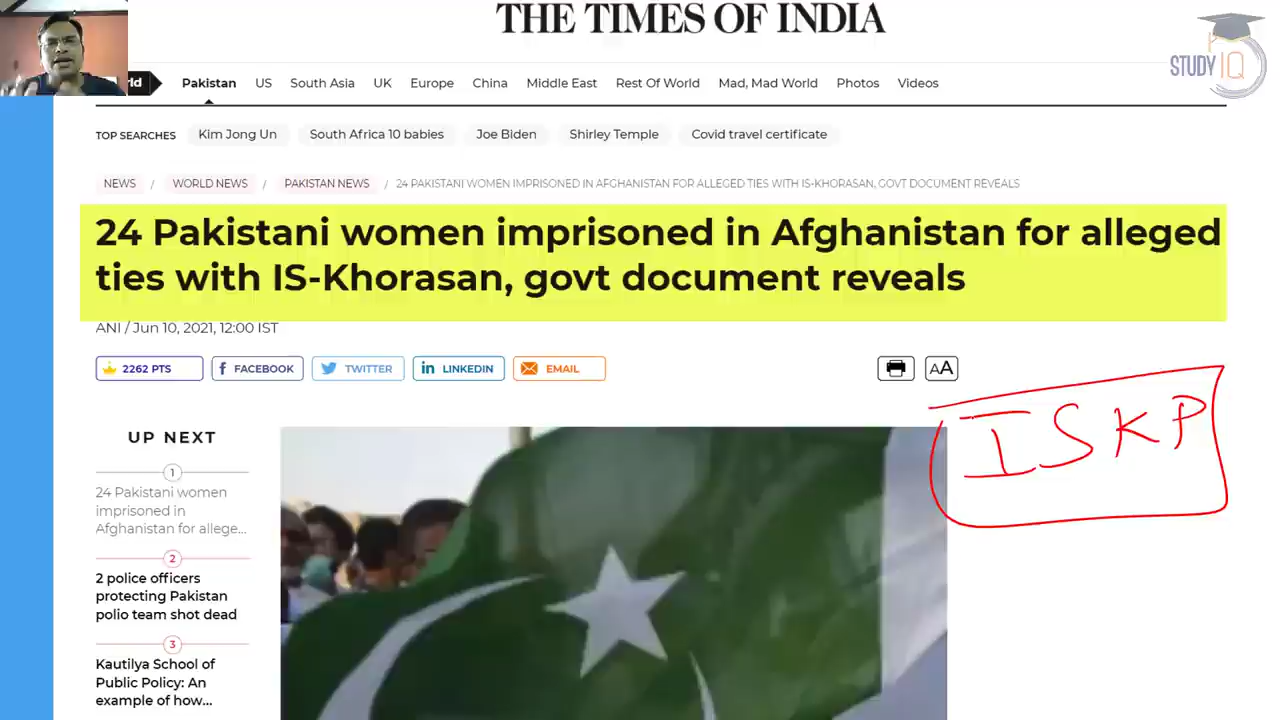 THE TIMES OF INDIA
STUDY IQ
ld
Pakistan US South Asia UK Europe China Middle East Rest Of World Mad, Mad World Photos Videos
TOP SEARCHES Kim Jong Un South Africa 10 babies Joe Biden Shirley Temple Covid travel certificate
NEWS / WORLD NEWS / PAKISTAN NEWS / 24 PAKISTANI WOMEN IMPRISONED IN AFGHANISTAN FOR ALLEGED TIES WITH IS-KHORASAN, GOVT DOCUMENT REVEALS
24 Pakistani women imprisoned in Afghanistan for alleged
ties with IS-Khorasan, govt document reveals
ANI / Jun 10, 2021, 12:00 IST
2262 PTS FACEBOOK TWITTER LINKEDIN EMAIL AA
ISKP
UP NEXT
1
24 Pakistani women
imprisoned in
Afghanistan for allege...
2
2 police officers
protecting Pakistan
polio team shot dead
3
Kautilya School of
Public Policy: An
example of how...